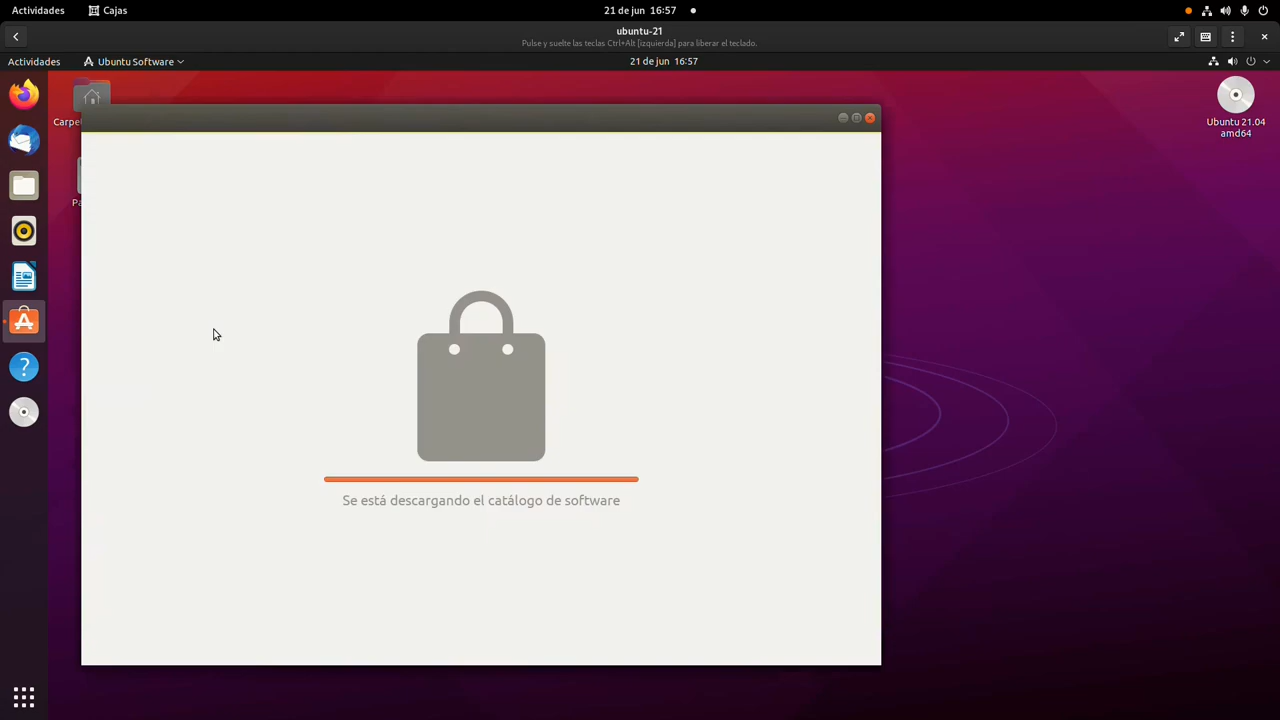 Actividades
Cajas
21 de jun 16:57
ubuntu-21
Pulse y suelte las teclas Ctrl+Alt [izquierda] para liberar el teclado.
Actividades
Ubuntu Software
21 de jun 16:57
Carpe
Pa
Ubuntu 21.04
amd64
Se está descargando el catálogo de software